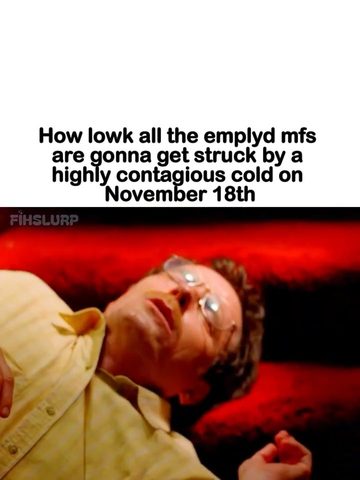 How lowk all the emplyd mfs
are gonna get struck by a
highly contagious cold on
November 18th
FIHSLURP